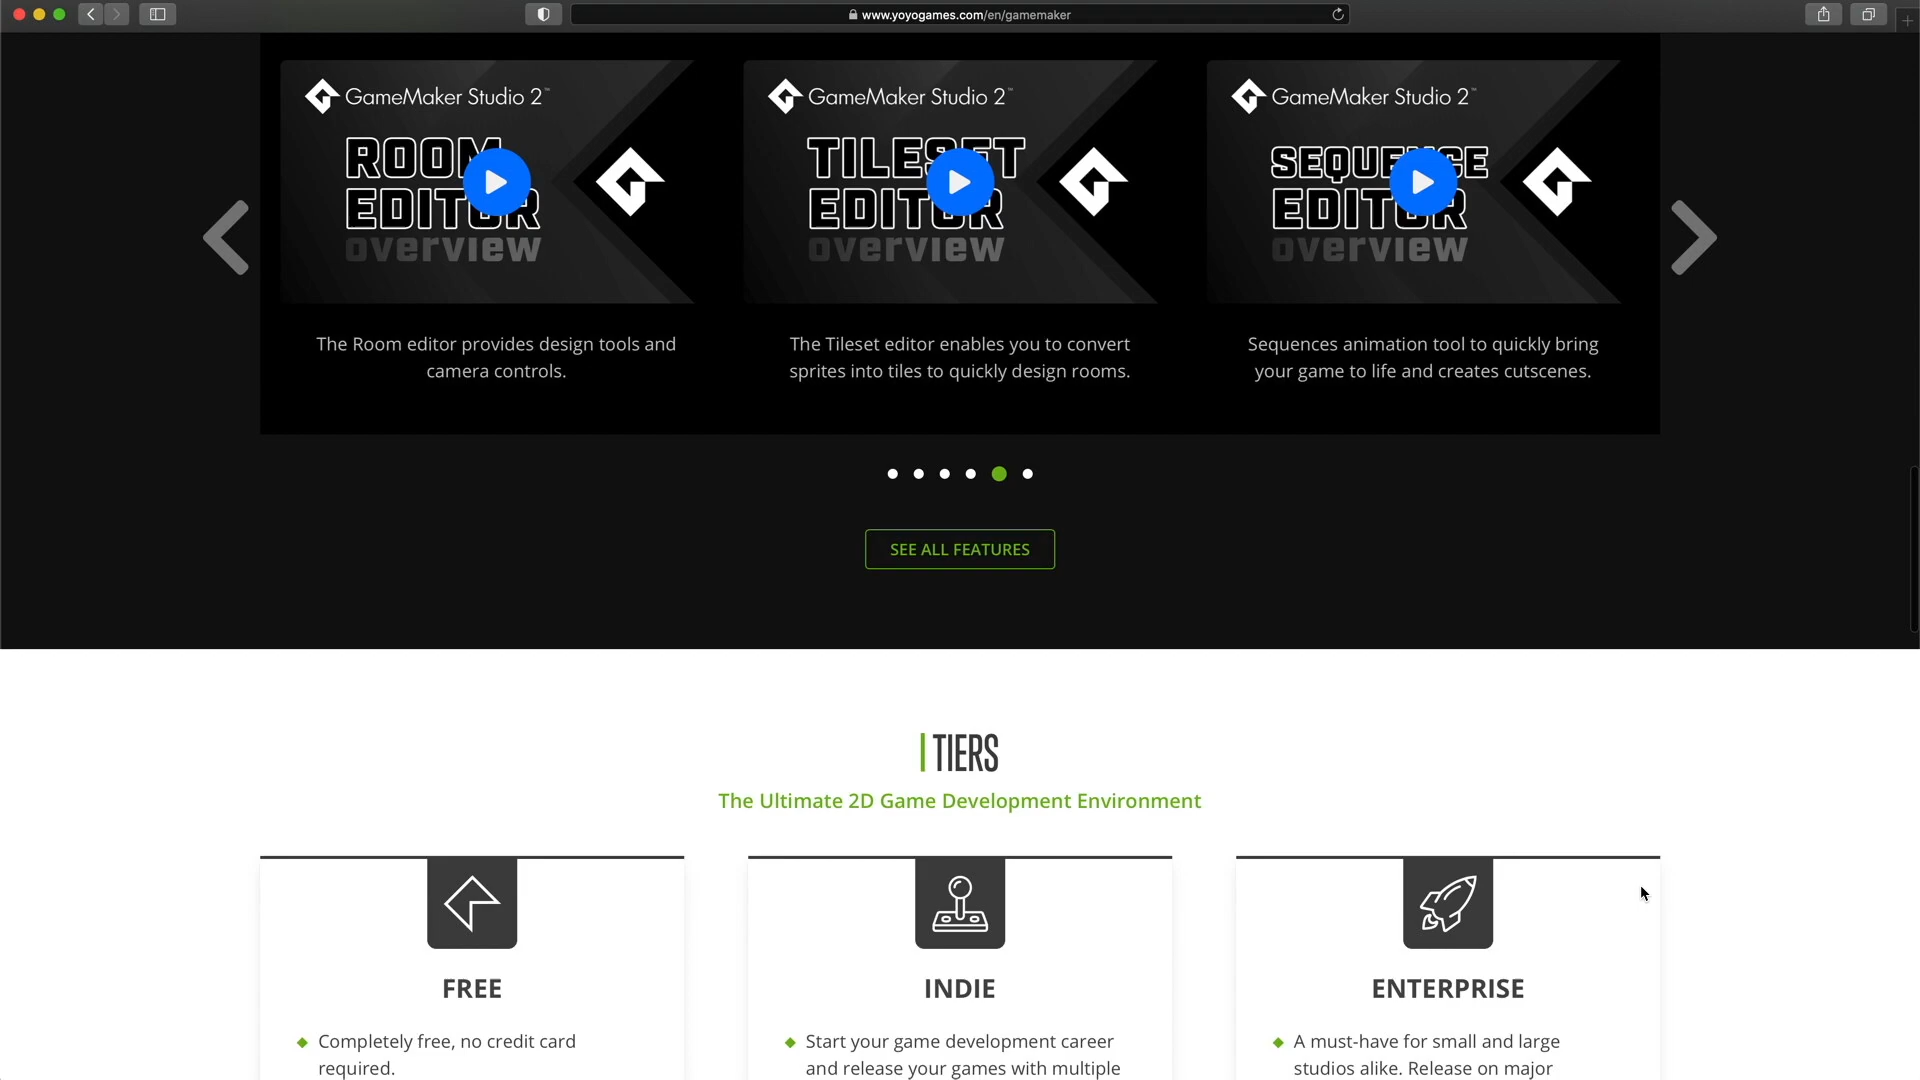 www.yoyogames.com/en/gamemaker
GameMaker Studio 2™
ROOM
EDITOR
overview
The Room editor provides design tools and
camera controls.
GameMaker Studio 2™
TILESET
EDITOR
overview
The Tileset editor enables you to convert
sprites into tiles to quickly design rooms.
GameMaker Studio 2™
SEQUENCE
EDITOR
overview
Sequences animation tool to quickly bring
your game to life and creates cutscenes.
SEE ALL FEATURES
TIERS
The Ultimate 2D Game Development Environment
FREE
Completely free, no credit card
required.
INDIE
Start your game development career
and release your games with multiple
ENTERPRISE
A must-have for small and large
studios alike. Release on major